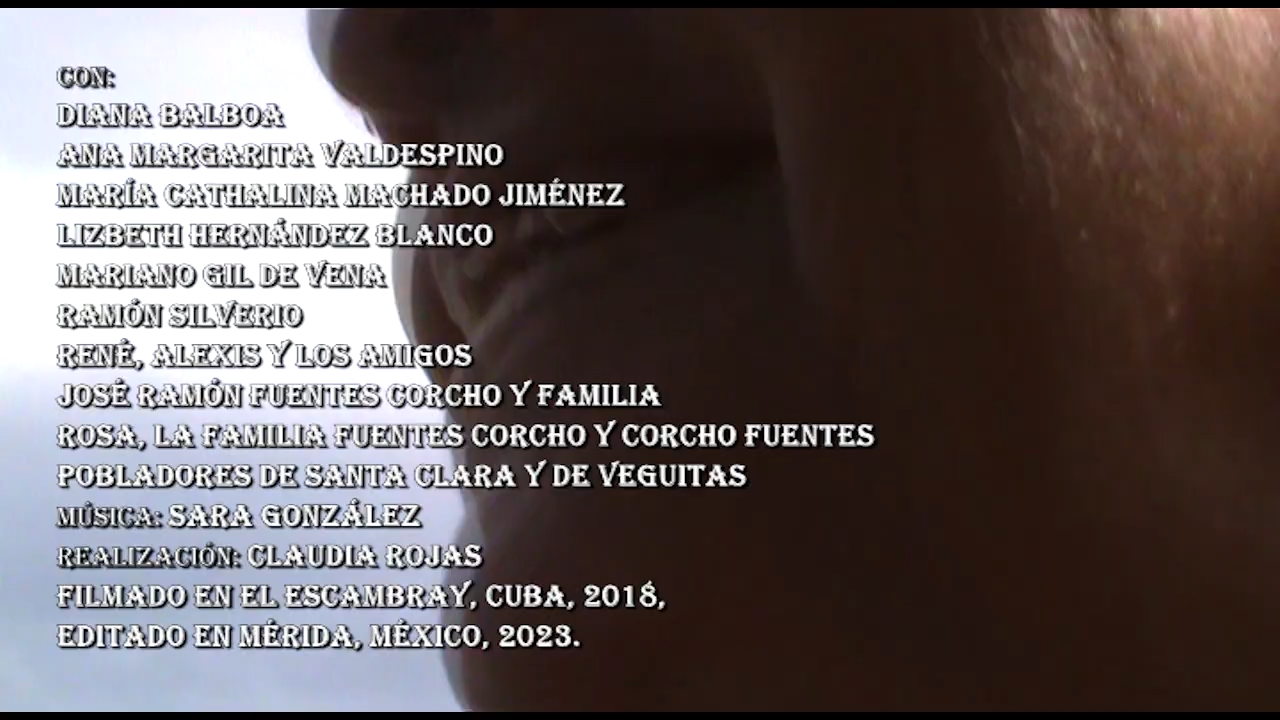 CON:
DIANA BALBOA
ANA MARGARITA VALDESPINO
MARÍA CATHALINA MACHADO JIMÉNEZ
LIZBETH HERNÁNDEZ BLANCO
MARIANO GIL DE VENA
RAMÓN SILVERIO
RENÉ, ALEXIS Y LOS AMIGOS
JOSÉ RAMÓN FUENTES CORCHO Y FAMILIA
ROSA, LA FAMILIA FUENTES CORCHO Y CORCHO FUENTES
POBLADORES DE SANTA CLARA Y DE VEGUITAS
MÚSICA: SARA GONZÁLEZ
REALIZACIÓN: CLAUDIA ROJAS
FILMADO EN EL ESCAMBRAY, CUBA, 2018,
EDITADO EN MÉRIDA, MÉXICO, 2023.